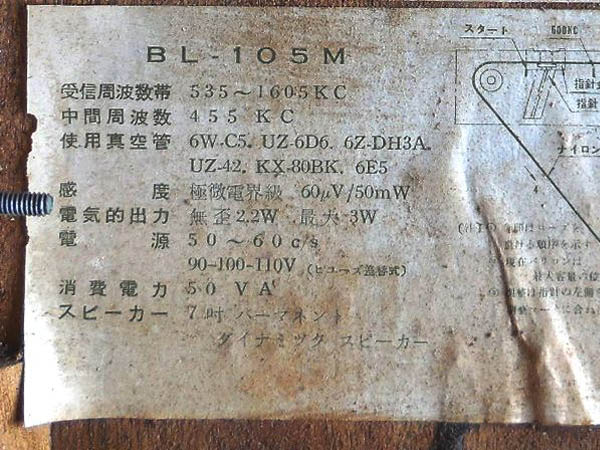 BL-105M
受信周波数帯 535～1605KC
中間周波数 455 KC
使用真空管 6W-C5. UZ-6D6. 6Z-DH3A.
UZ-42. KX-80BK. 6E5
感度 極微電界級 60μV/50mW
電気的出力 無歪2.2W 最大3W
電源 50～60c/s
90-100-110V (ヒューズ差替式)
消費電力 50 VA
スピーカー 7吋 パーマネント
ダイナミツク スピーカー
スタート 600KC
指針
指針
ナイロン